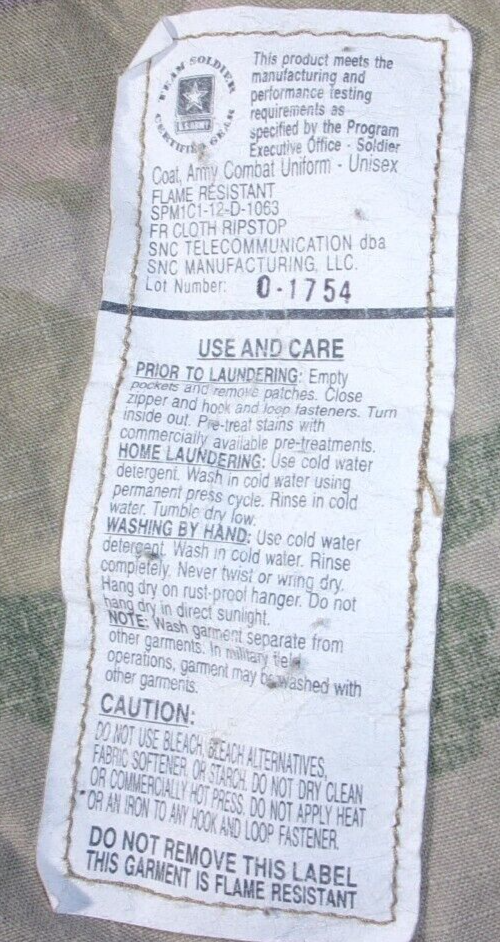 TEAM SOLDIER
CERTIFIED GEAR
This product meets the
manufacturing and
performance testing
requirements as
specified by the Program
Executive Office - Soldier
Coat, Army Combat Uniform - Unisex
FLAME RESISTANT
SPM1C1-12-D-1063
FR CLOTH RIPSTOP
SNC TELECOMMUNICATION dba
SNC MANUFACTURING, LLC.
Lot Number: 0-1754
USE AND CARE
PRIOR TO LAUNDERING: Empty
pockets and remove patches. Close
zipper and hook and loop fasteners. Turn
inside out. Pre-treat stains with
commercially available pre-treatments.
HOME LAUNDERING: Use cold water
detergent. Wash in cold water using
permanent press cycle. Rinse in cold
water. Tumble dry low.
WASHING BY HAND: Use cold water
detergent. Wash in cold water. Rinse
completely. Never twist or wring dry.
Hang dry on rust-proof hanger. Do not
hang dry in direct sunlight.
NOTE: Wash garment separate from
other garments. In military field
operations, garment may be washed with
other garments.
CAUTION:
DO NOT USE BLEACH, BLEACH ALTERNATIVES,
FABRIC SOFTENER, OR STARCH. DO NOT DRY CLEAN
OR COMMERCIALLY HOT PRESS. DO NOT APPLY HEAT
OR AN IRON TO ANY HOOK AND LOOP FASTENER.
DO NOT REMOVE THIS LABEL
THIS GARMENT IS FLAME RESISTANT